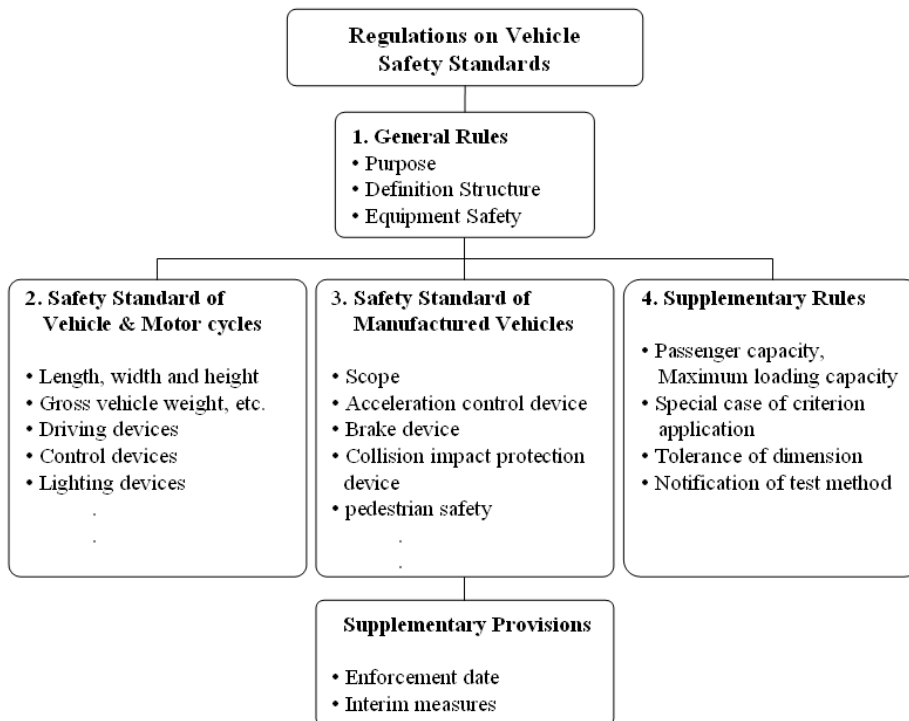 Regulations on Vehicle
Safety Standards
1. General Rules
• Purpose
• Definition Structure
• Equipment Safety
2. Safety Standard of
Vehicle & Motor cycles
• Length, width and height
• Gross vehicle weight, etc.
• Driving devices
• Control devices
• Lighting devices
.
.
3. Safety Standard of
Manufactured Vehicles
• Scope
• Acceleration control device
• Brake device
• Collision impact protection
device
• pedestrian safety
.
.
4. Supplementary Rules
• Passenger capacity,
Maximum loading capacity
• Special case of criterion
application
• Tolerance of dimension
• Notification of test method
Supplementary Provisions
• Enforcement date
• Interim measures